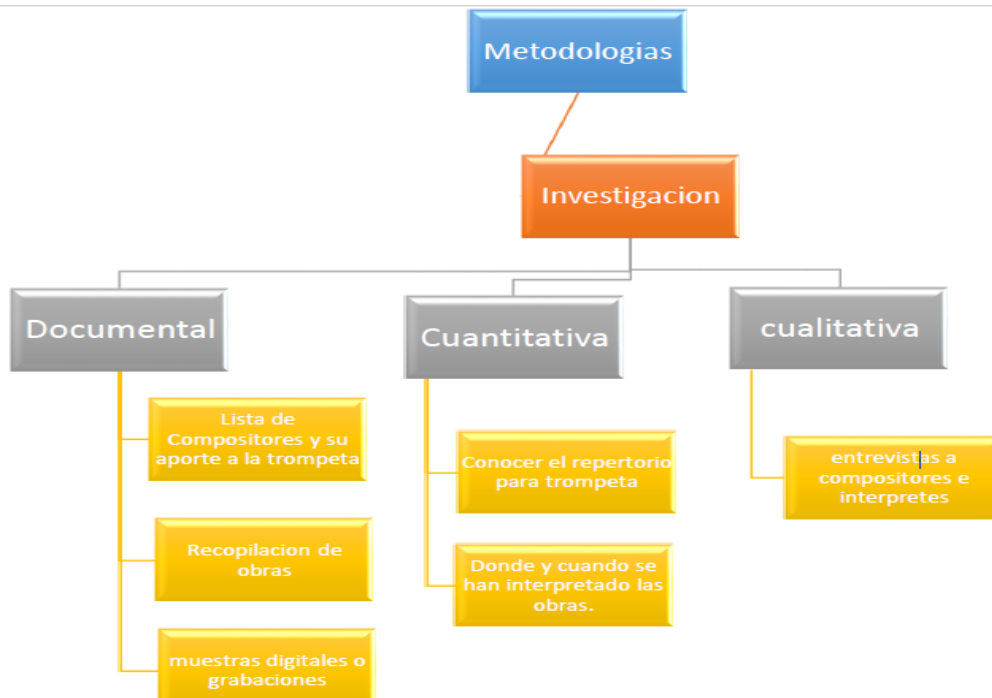 Metodologias
Investigacion
Documental
Cuantitativa
cualitativa
Lista de
Compositores y su
aporte a la trompeta
Recopilacion de
obras
muestras digitales o
grabaciones
Conocer el repertorio
para trompeta
Donde y cuando se
han interpretado las
obras.
entrevistas a
compositores e
interpretes